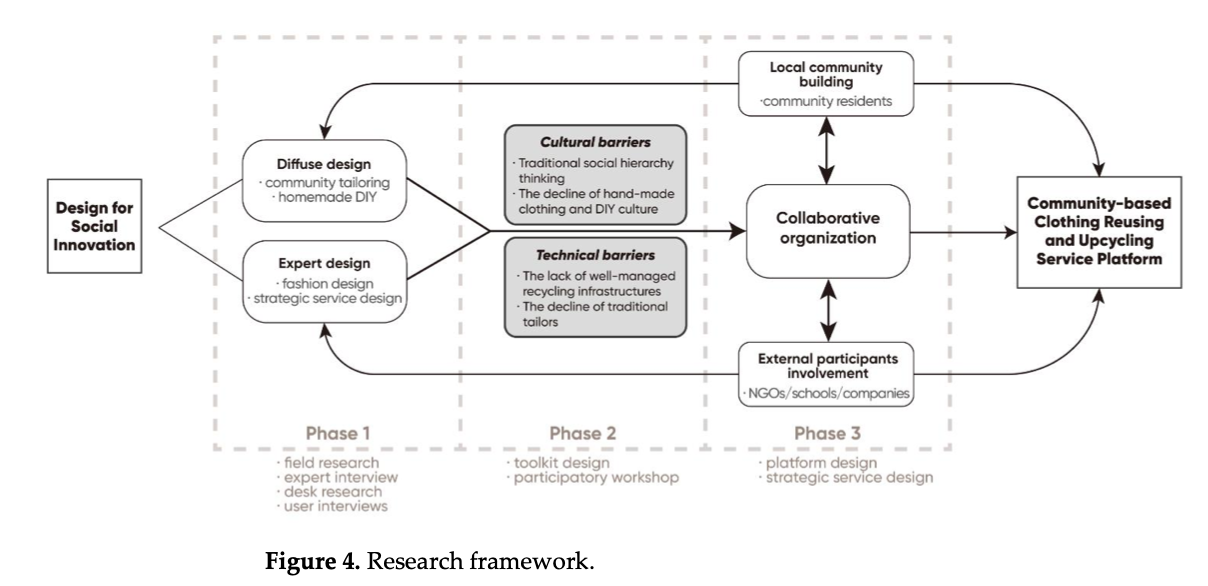 Design for
Social
Innovation
Diffuse design
· community tailoring
· homemade DIY
Expert design
· fashion design
· strategic service design
Cultural barriers
· Traditional social hierarchy
thinking
· The decline of hand-made
clothing and DIY culture
Technical barriers
· The lack of well-managed
recycling infrastructures
· The decline of traditional
tailors
Local community
building
·community residents
Collaborative
organization
External participants
involvement
· NGOs/schools/companies
Community-based
Clothing Reusing
and Upcycling
Service Platform
Phase 1
· field research
· expert interview
· desk research
· user interviews
Phase 2
· toolkit design
· participatory workshop
Phase 3
· platform design
· strategic service design
Figure 4. Research framework.